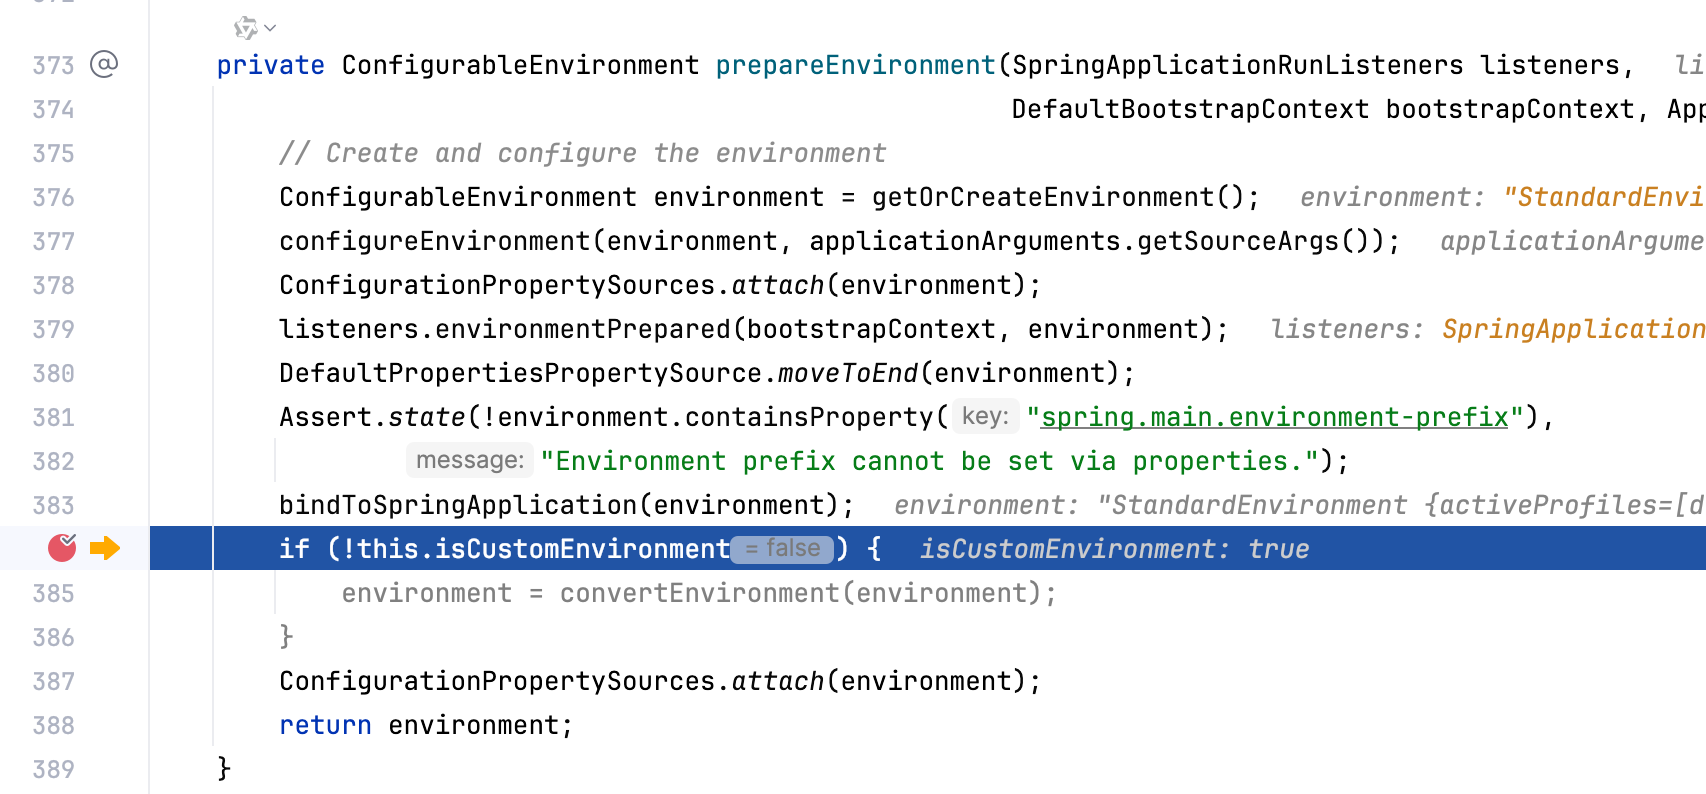 372
373 @ private ConfigurableEnvironment prepareEnvironment(SpringApplicationRunListeners listeners, li
374 DefaultBootstrapContext bootstrapContext, App
375 // Create and configure the environment
376 ConfigurableEnvironment environment = getOrCreateEnvironment(); environment: "StandardEnvi
377 configureEnvironment(environment, applicationArguments.getSourceArgs()); applicationArgume
378 ConfigurationPropertySources.attach(environment);
379 listeners.environmentPrepared(bootstrapContext, environment); listeners: SpringApplication
380 DefaultPropertiesPropertySource.moveToEnd(environment);
381 Assert.state(!environment.containsProperty( key: "spring.main.environment-prefix"),
382 message: "Environment prefix cannot be set via properties.");
383 bindToSpringApplication(environment); environment: "StandardEnvironment {activeProfiles=[d
if (!this.isCustomEnvironment = false ) { isCustomEnvironment: true
385 environment = convertEnvironment(environment);
386 }
387 ConfigurationPropertySources.attach(environment);
388 return environment;
389 }